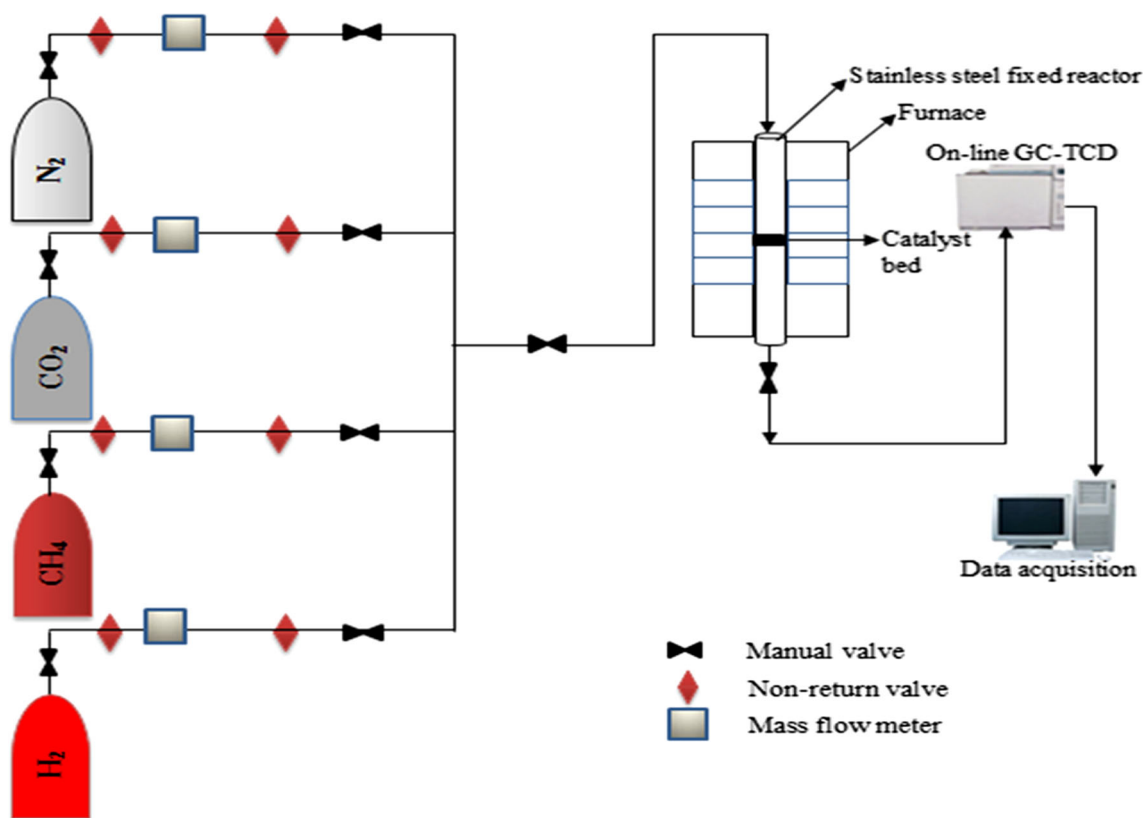 N₂
CO₂
CH₄
H₂
Stainless steel fixed reactor
Furnace
On-line GC-TCD
Catalyst
bed
Data acquisition
Manual valve
Non-return valve
Mass flow meter